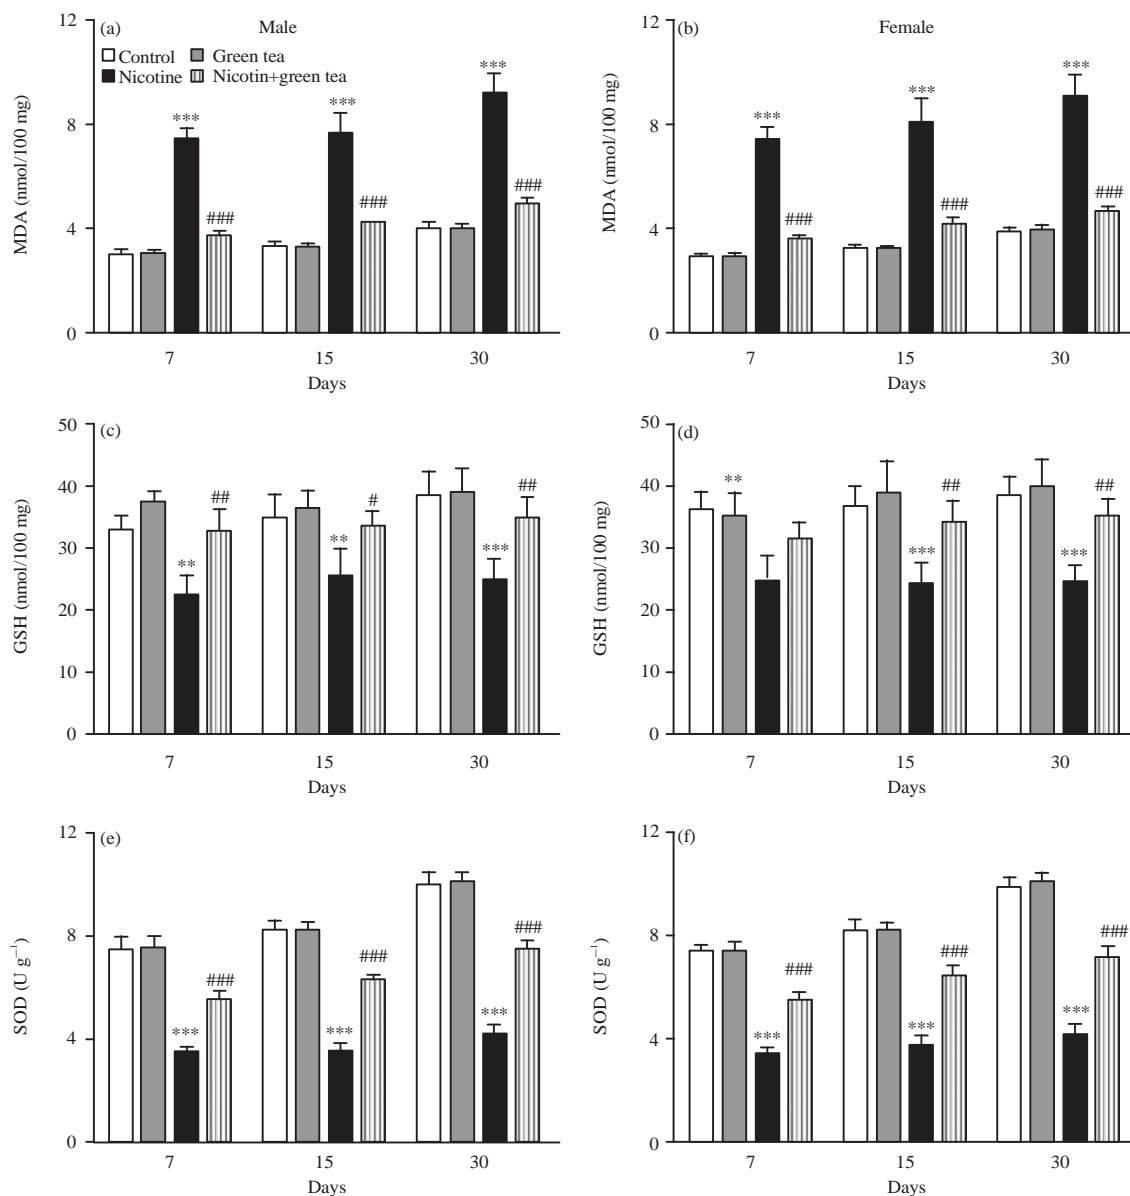 (a) Male
Control Green tea
Nicotine Nicotin+green tea
MDA (nmol/100 mg)
12
8
4
0
*** *** ***
### ### ###
7 15 30
Days
(b) Female
MDA (nmol/100 mg)
12
8
4
0
*** *** ***
### ### ###
7 15 30
Days
(c)
GSH (nmol/100 mg)
50
40
30
20
10
0
** ** ***
## # ##
7 15 30
Days
(d)
GSH (nmol/100 mg)
50
40
30
20
10
0
** *** ***
## ##
7 15 30
Days
(e)
SOD (U g⁻¹)
12
8
4
0
*** *** ***
### ### ###
7 15 30
Days
(f)
SOD (U g⁻¹)
12
8
4
0
*** *** ***
### ### ###
7 15 30
Days